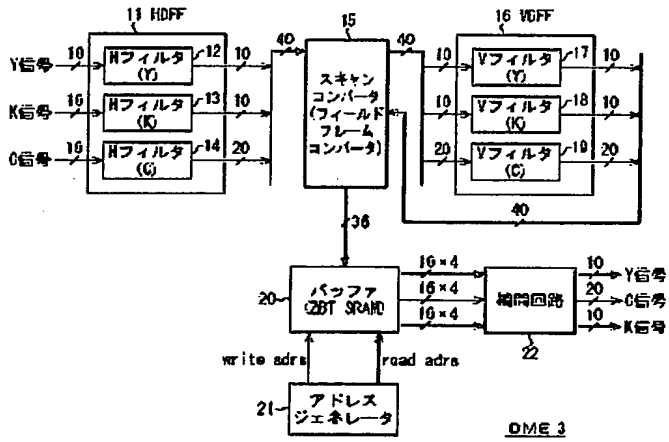 11 HDFF
15
16 VDFF
Y信号
10
Hフィルタ
(Y)
12
10
40
スキャン
コンバータ
(フィールド
フレーム
コンバータ)
40
10
Vフィルタ
(Y)
17
10
K信号
10
Hフィルタ
(K)
13
10
10
Vフィルタ
(K)
18
10
C信号
10
Hフィルタ
(C)
14
20
20
Vフィルタ
(C)
19
20
40
36
20
バッファ
(ZBT SRAM)
10×4
16×4
10×4
補間回路
22
10
Y信号
20
C信号
10
K信号
write adrs
read adrs
21
アドレス
ジェネレータ
DME 3